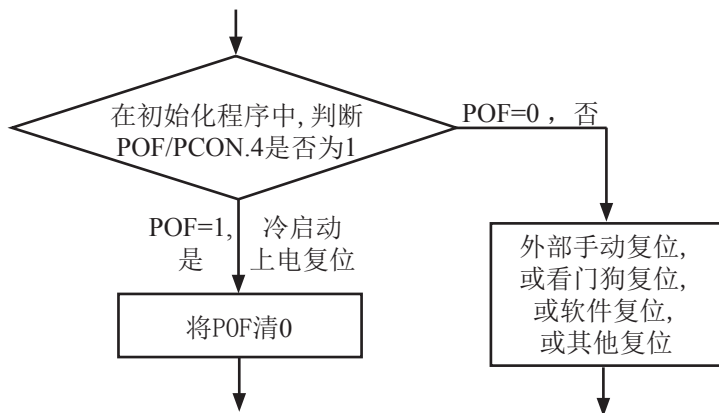 在初始化程序中,判断
POF/PCON.4是否为1
POF=0 , 否
POF=1, 冷启动
是 上电复位
将POF清0
外部手动复位,
或看门狗复位,
或软件复位,
或其他复位